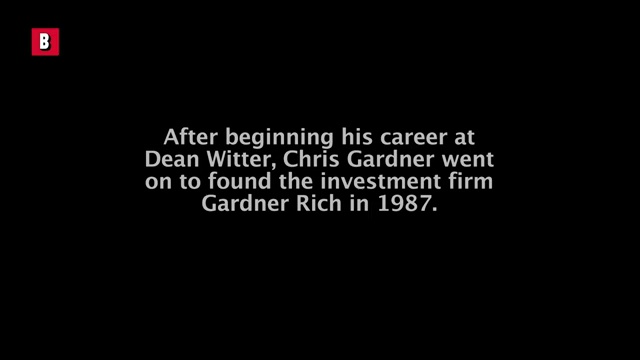 B
After beginning his career at
Dean Witter, Chris Gardner went
on to found the investment firm
Gardner Rich in 1987.